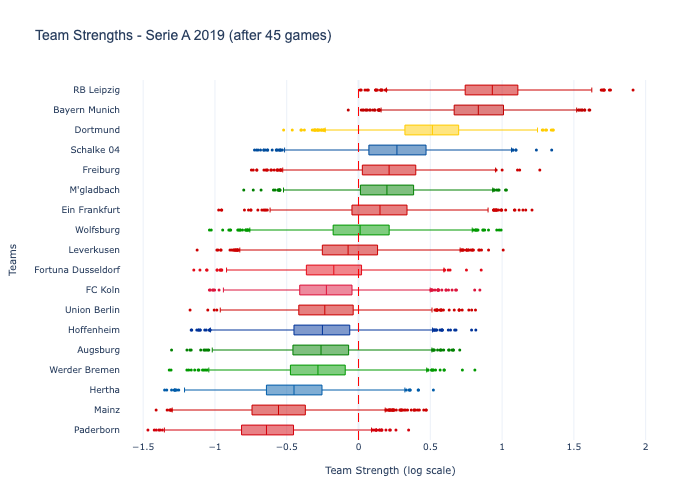 Team Strengths - Serie A 2019 (after 45 games)
RB Leipzig
Bayern Munich
Dortmund
Schalke 04
Freiburg
M'gladbach
Ein Frankfurt
Wolfsburg
Leverkusen
Fortuna Dusseldorf
FC Koln
Union Berlin
Hoffenheim
Augsburg
Werder Bremen
Hertha
Mainz
Paderborn
Teams
−1.5 −1 −0.5 0 0.5 1 1.5 2
Team Strength (log scale)